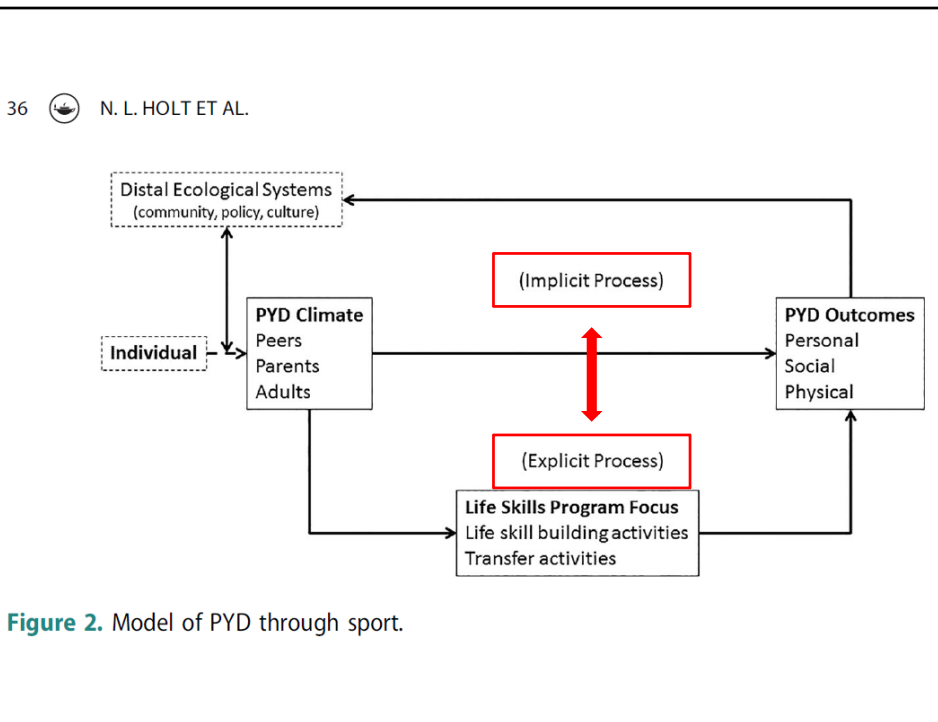 36 N. L. HOLT ET AL.
Distal Ecological Systems
(community, policy, culture)
(Implicit Process)
PYD Climate
Peers
Parents
Adults
Individual
PYD Outcomes
Personal
Social
Physical
(Explicit Process)
Life Skills Program Focus
Life skill building activities
Transfer activities
Figure 2. Model of PYD through sport.